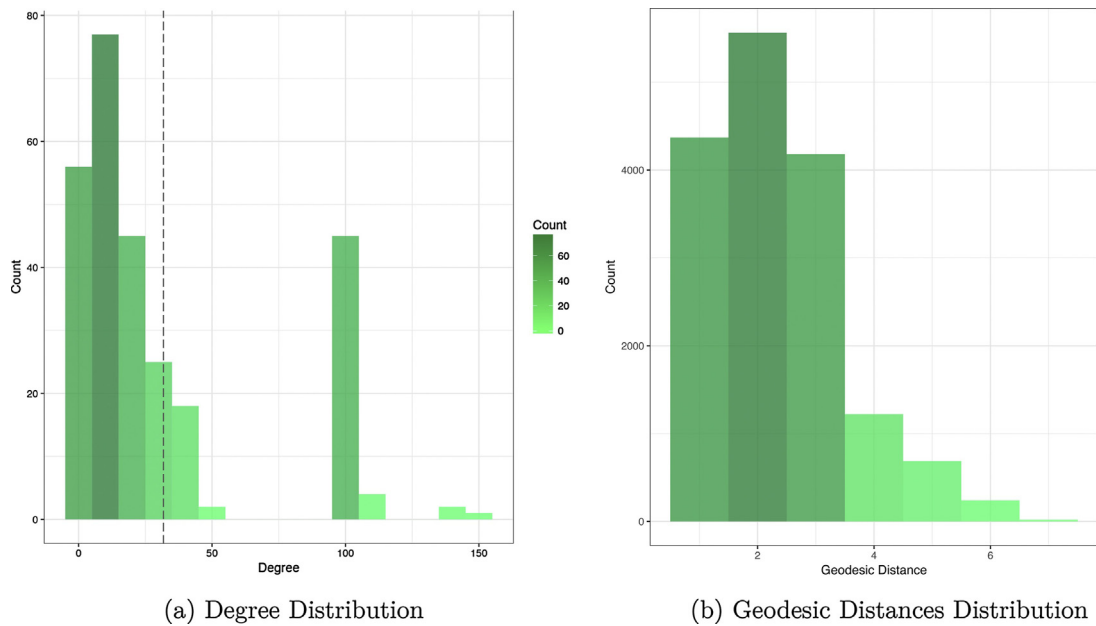 80
60
40
20
0
Count
0
50
100
150
Degree
Count
60
40
20
0
(a) Degree Distribution
4000
2000
0
Count
2
4
6
Geodesic Distance
(b) Geodesic Distances Distribution